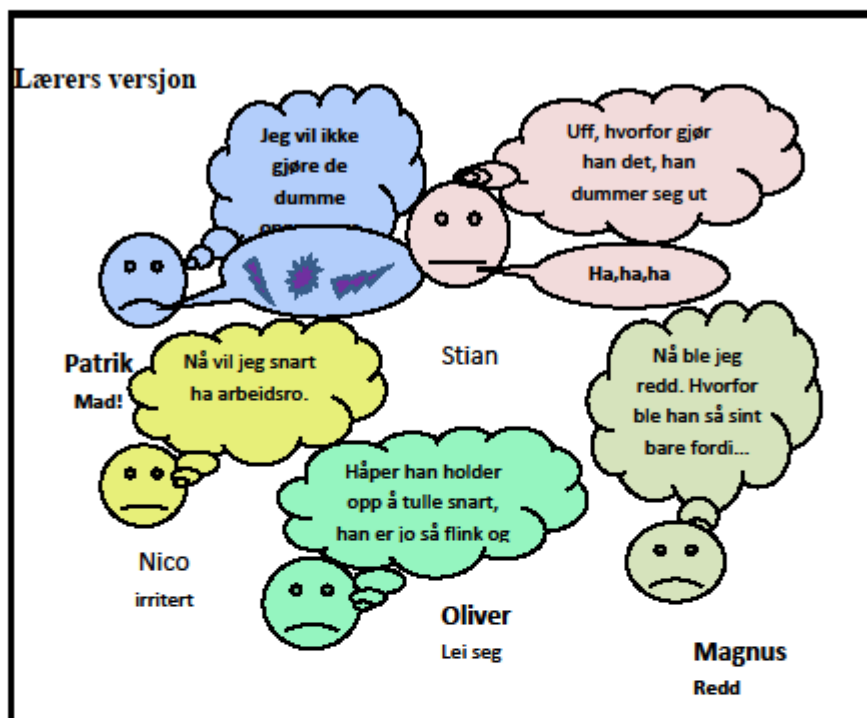 Lærers versjon
Jeg vil ikke
gjøre de
dumme
Uff, hvorfor gjør
han det, han
dummer seg ut
Ha,ha,ha
Patrik
Mad!
Stian
Nå vil jeg snart
ha arbeidsro.
Nå ble jeg
redd. Hvorfor
ble han så sint
bare fordi...
Nico
irritert
Håper han holder
opp å tulle snart,
han er jo så flink og
Oliver
Lei seg
Magnus
Redd